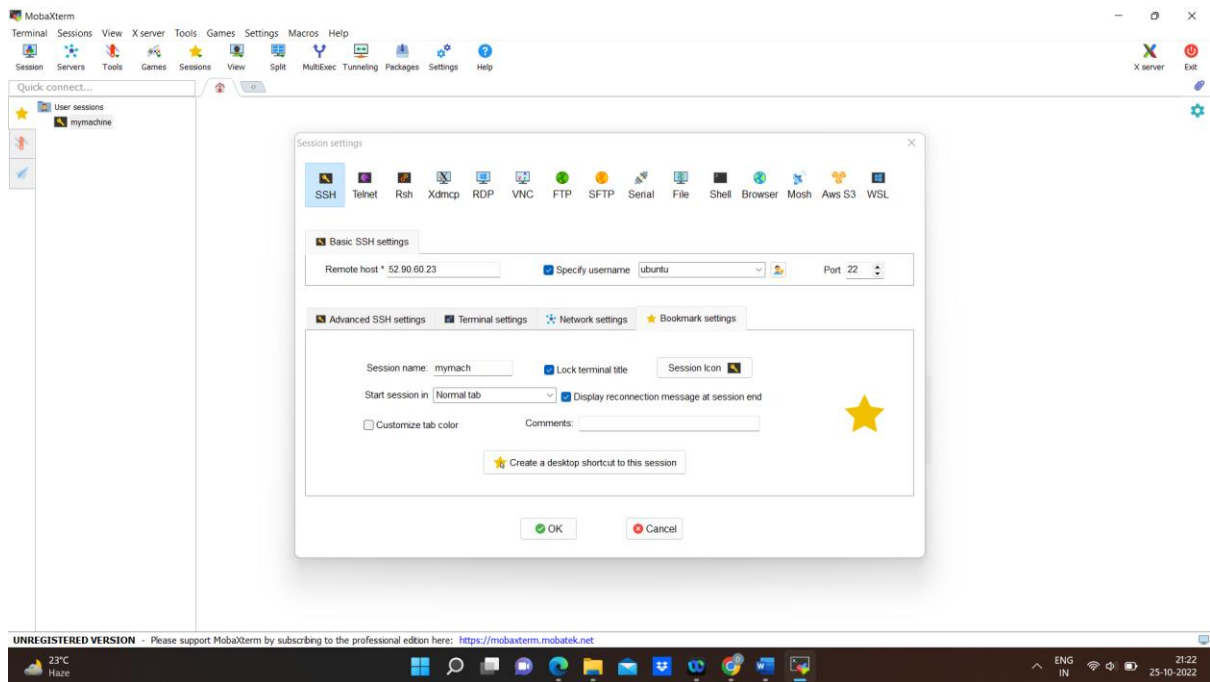 MobaXterm
Terminal Sessions View X server Tools Games Settings Macros Help
Session Servers Tools Games Sessions View Split MultiExec Tunneling Packages Settings Help X server Exit
Quick connect...
User sessions
mymachine
Session settings
SSH Telnet Rsh Xdmcp RDP VNC FTP SFTP Serial File Shell Browser Mosh Aws S3 WSL
Basic SSH settings
Remote host * 52.90.60.23 Specify username ubuntu Port 22
Advanced SSH settings Terminal settings Network settings Bookmark settings
Session name: mymach Lock terminal title Session Icon
Start session in Normal tab Display reconnection message at session end
Customize tab color Comments:
Create a desktop shortcut to this session
OK Cancel
UNREGISTERED VERSION - Please support MobaXterm by subscribing to the professional edition here: https://mobaxterm.mobatek.net
23°C ENG 21:22
Haze IN 25-10-2022